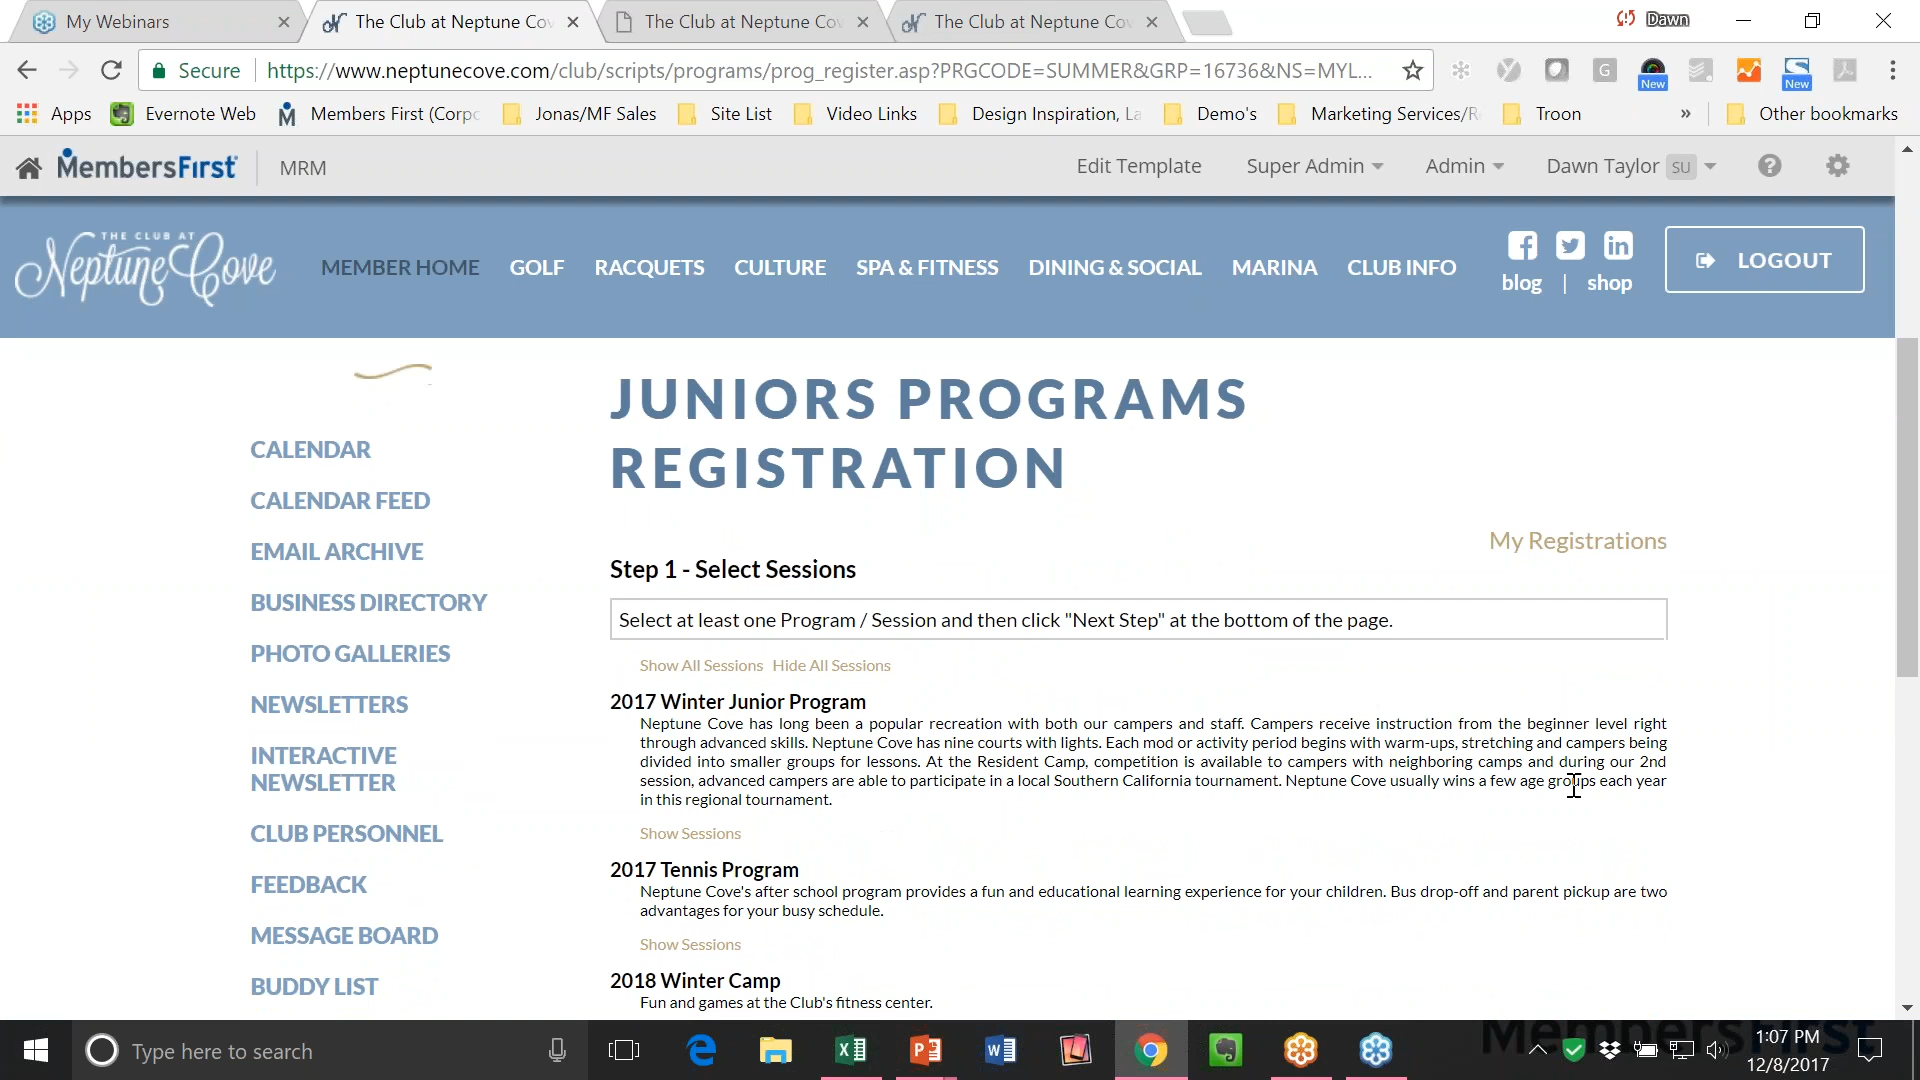 My Webinars
The Club at Neptune Cov
The Club at Neptune Cov
The Club at Neptune Cov
Dawn
Secure
https://www.neptunecove.com/club/scripts/programs/prog_register.asp?PRGCODE=SUMMER&GRP=16736&NS=MYL...
New
New
Apps
Evernote Web
Members First (Corpc
Jonas/MF Sales
Site List
Video Links
Design Inspiration, La
Demo's
Marketing Services/R
Troon
»
Other bookmarks
MEMBERSFIRST
MRM
Edit Template
Super Admin
Admin
Dawn Taylor SU
THE CLUB AT
Neptune Cove
MEMBER HOME
GOLF
RACQUETS
CULTURE
SPA & FITNESS
DINING & SOCIAL
MARINA
CLUB INFO
blog | shop
LOGOUT
CALENDAR
CALENDAR FEED
EMAIL ARCHIVE
BUSINESS DIRECTORY
PHOTO GALLERIES
NEWSLETTERS
INTERACTIVE
NEWSLETTER
CLUB PERSONNEL
FEEDBACK
MESSAGE BOARD
BUDDY LIST
JUNIORS PROGRAMS
REGISTRATION
My Registrations
Step 1 - Select Sessions
Select at least one Program / Session and then click "Next Step" at the bottom of the page.
Show All Sessions Hide All Sessions
2017 Winter Junior Program
Neptune Cove has long been a popular recreation with both our campers and staff. Campers receive instruction from the beginner level right
through advanced skills. Neptune Cove has nine courts with lights. Each mod or activity period begins with warm-ups, stretching and campers being
divided into smaller groups for lessons. At the Resident Camp, competition is available to campers with neighboring camps and during our 2nd
session, advanced campers are able to participate in a local Southern California tournament. Neptune Cove usually wins a few age groups each year
in this regional tournament.
Show Sessions
2017 Tennis Program
Neptune Cove's after school program provides a fun and educational learning experience for your children. Bus drop-off and parent pickup are two
advantages for your busy schedule.
Show Sessions
2018 Winter Camp
Fun and games at the Club's fitness center.
Type here to search
MEMBERSFIRST
1:07 PM
12/8/2017